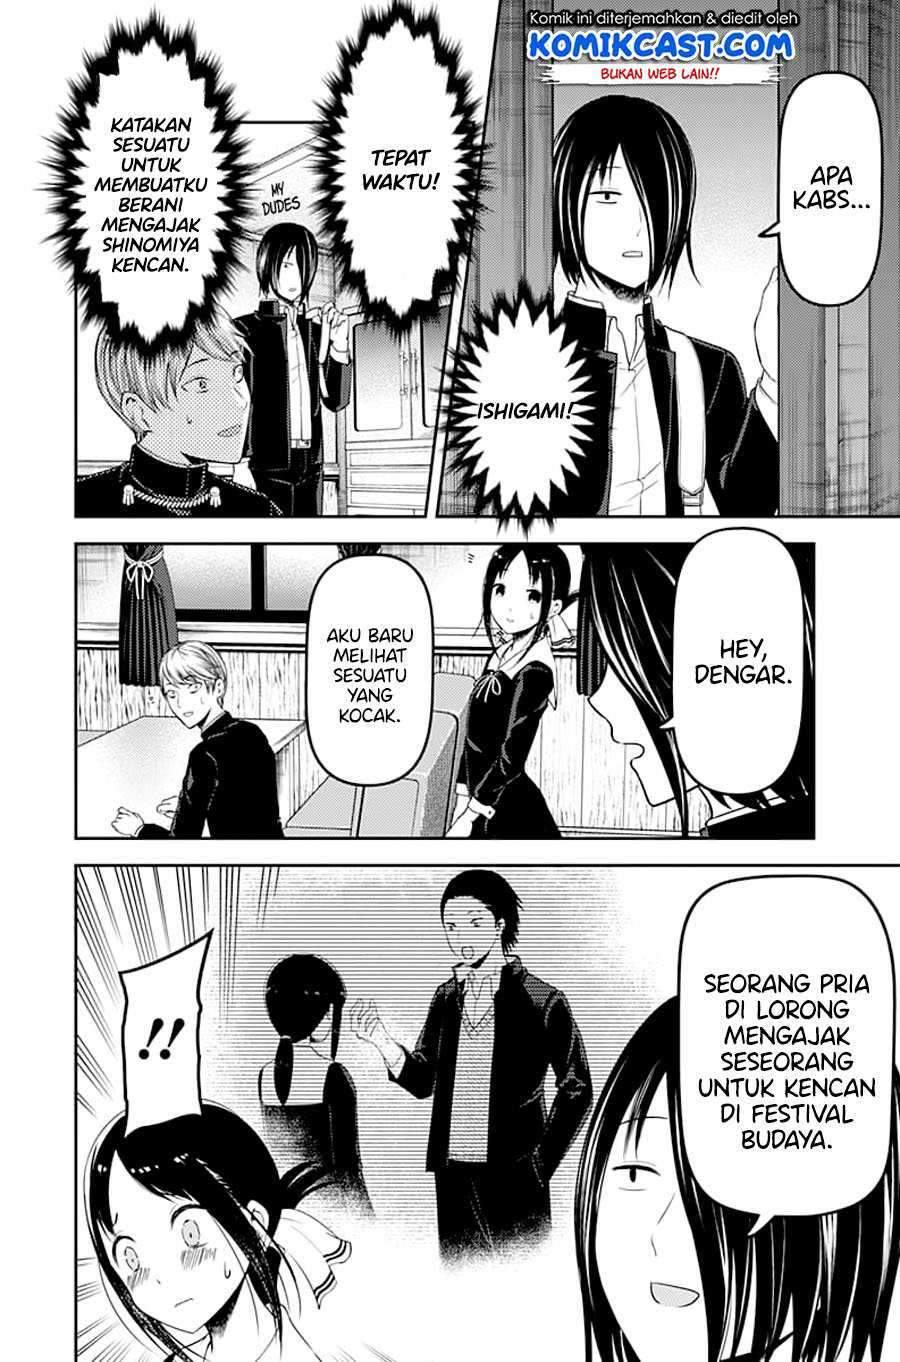 Komik ini diterjemahkan & diedit oleh
KOMIKCAST.COM
BUKAN WEB LAIN!!
APA
KABS...
ISHIGAMI!
TEPAT
WAKTU!
MY
DUDES
KATAKAN
SESUATU
UNTUK
MEMBUATKU
BERANI
MENGAJAK
SHINOMIYA
KENCAN.
HEY,
DENGAR.
AKU BARU
MELIHAT
SESUATU
YANG
KOCAK.
SEORANG PRIA
DI LORONG
MENGAJAK
SESEORANG
UNTUK KENCAN
DI FESTIVAL
BUDAYA.
!!